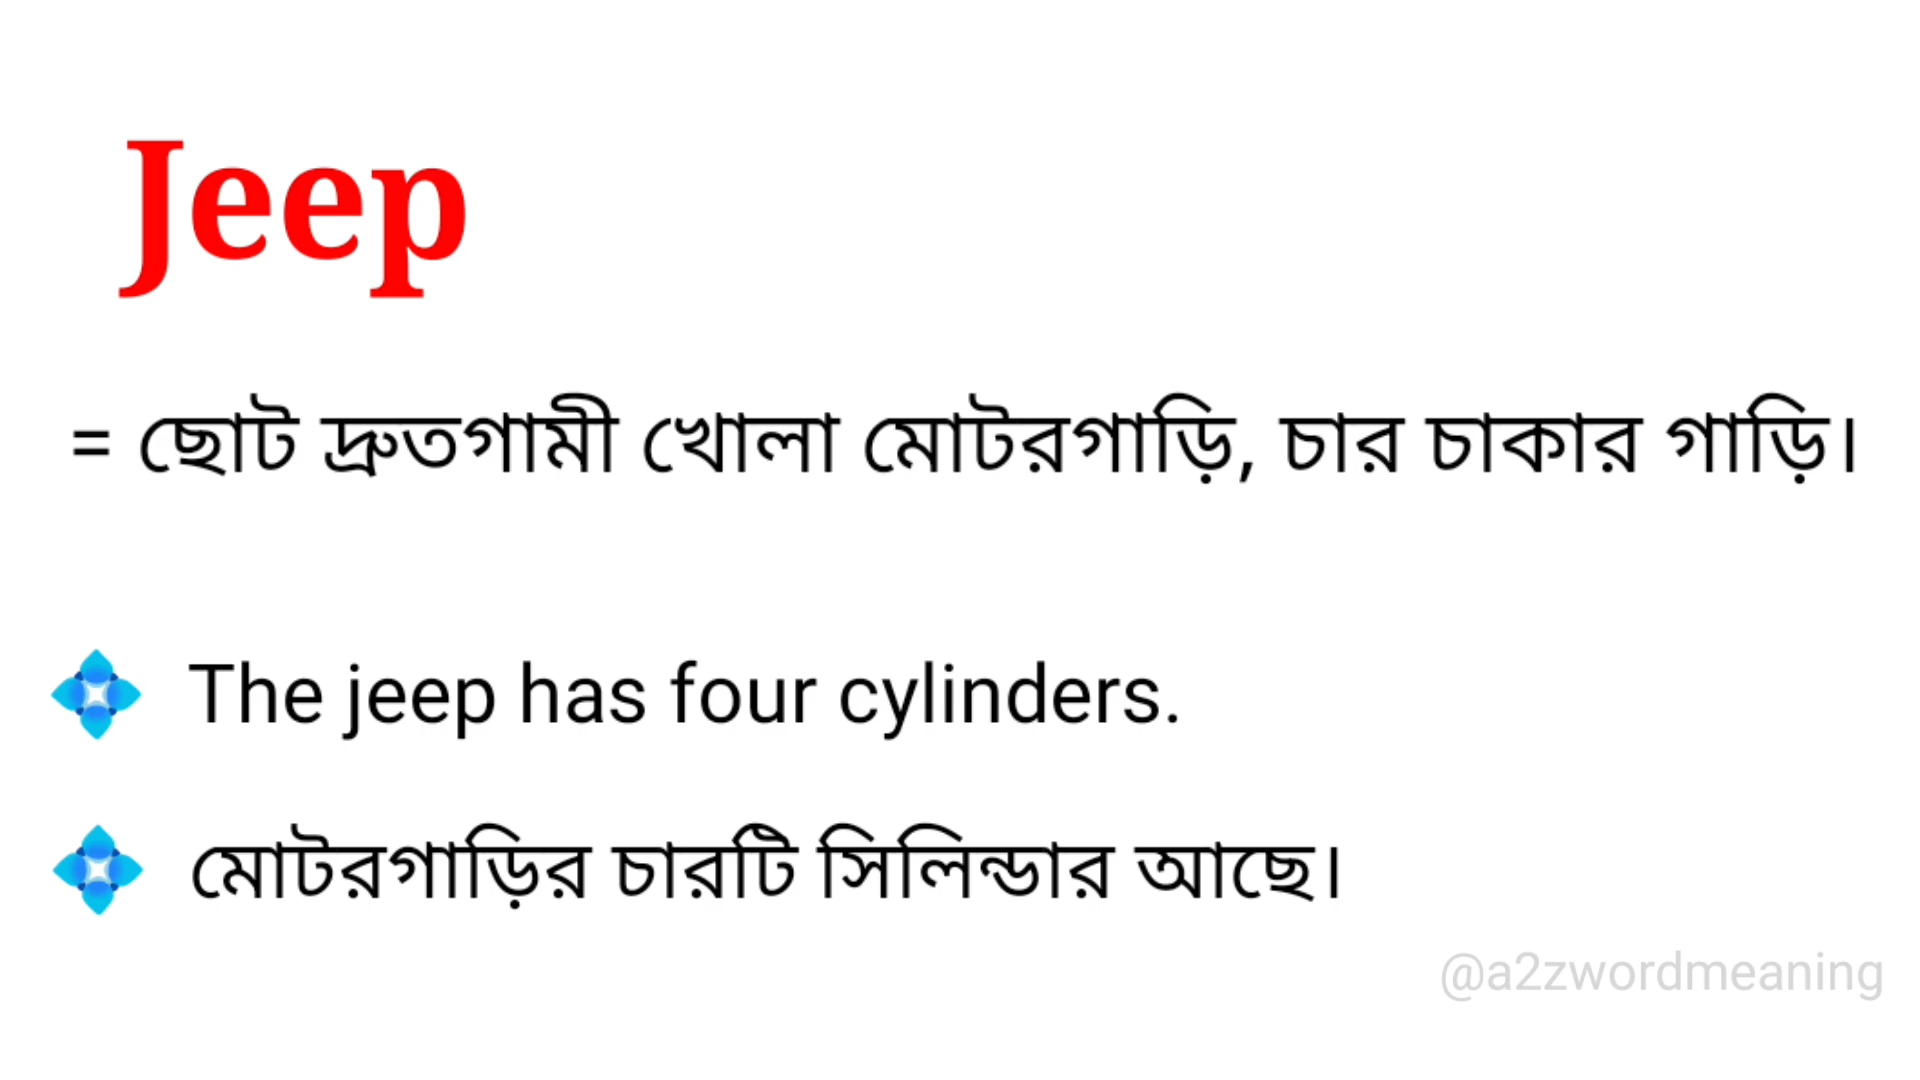 Jeep
= ছোট দ্রুতগামী খোলা মোটরগাড়ি, চার চাকার গাড়ি।
The jeep has four cylinders.
মোটরগাড়ির চারটি সিলিন্ডার আছে।
@a2zwordmeaning